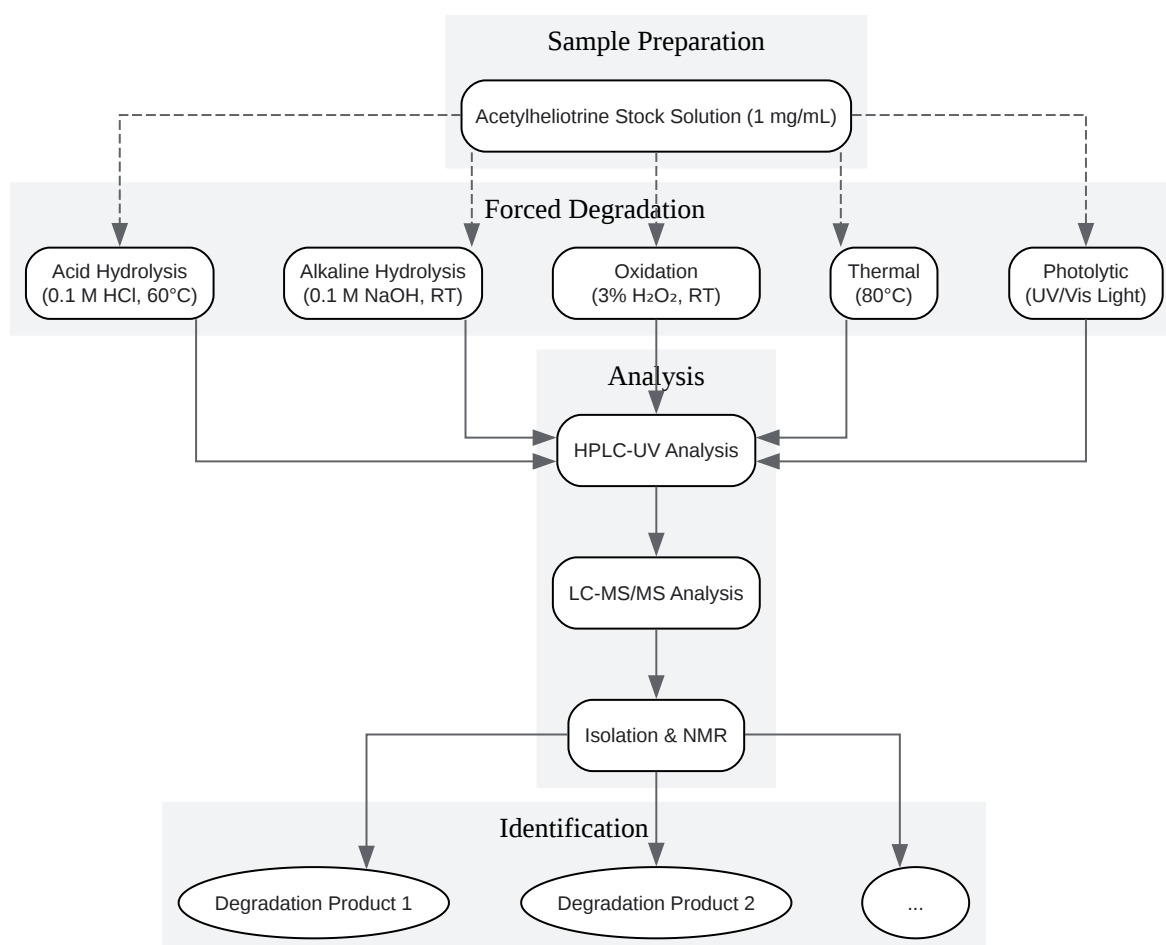 Sample Preparation
Acetylheliotrine Stock Solution (1 mg/mL)
Forced Degradation
Acid Hydrolysis
(0.1 M HCl, 60°C)
Alkaline Hydrolysis
(0.1 M NaOH, RT)
Oxidation
(3% H₂O₂, RT)
Thermal
(80°C)
Photolytic
(UV/Vis Light)
Analysis
HPLC-UV Analysis
LC-MS/MS Analysis
Isolation & NMR
Identification
Degradation Product 1
Degradation Product 2
...